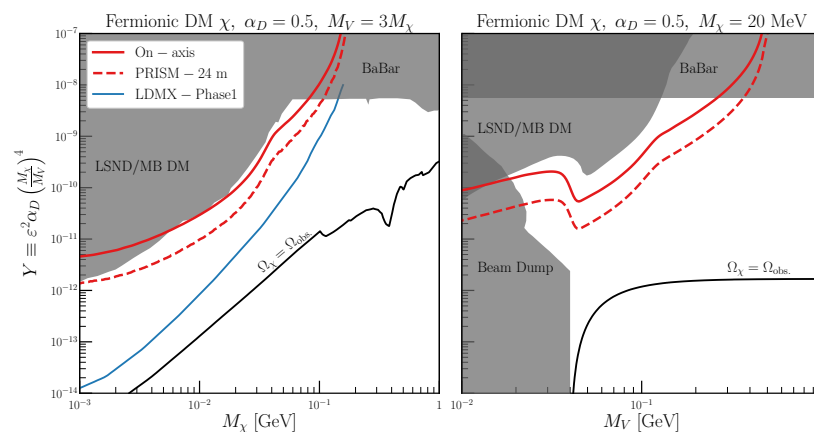 Fermionic DM χ, α_D = 0.5, M_V = 3M_χ
10⁻⁷
10⁻⁸
10⁻⁹
10⁻¹⁰
10⁻¹¹
10⁻¹²
10⁻¹³
10⁻¹⁴
Y ≡ ε²α_D (M_χ/M_V)⁴
On − axis
PRISM − 24 m
LDMX − Phase1
BaBar
LSND/MB DM
Ω_χ = Ω_obs.
10⁻³ 10⁻² 10⁻¹ 1
M_χ [GeV]
Fermionic DM χ, α_D = 0.5, M_χ = 20 MeV
BaBar
LSND/MB DM
Beam Dump
Ω_χ = Ω_obs.
10⁻² 10⁻¹
M_V [GeV]